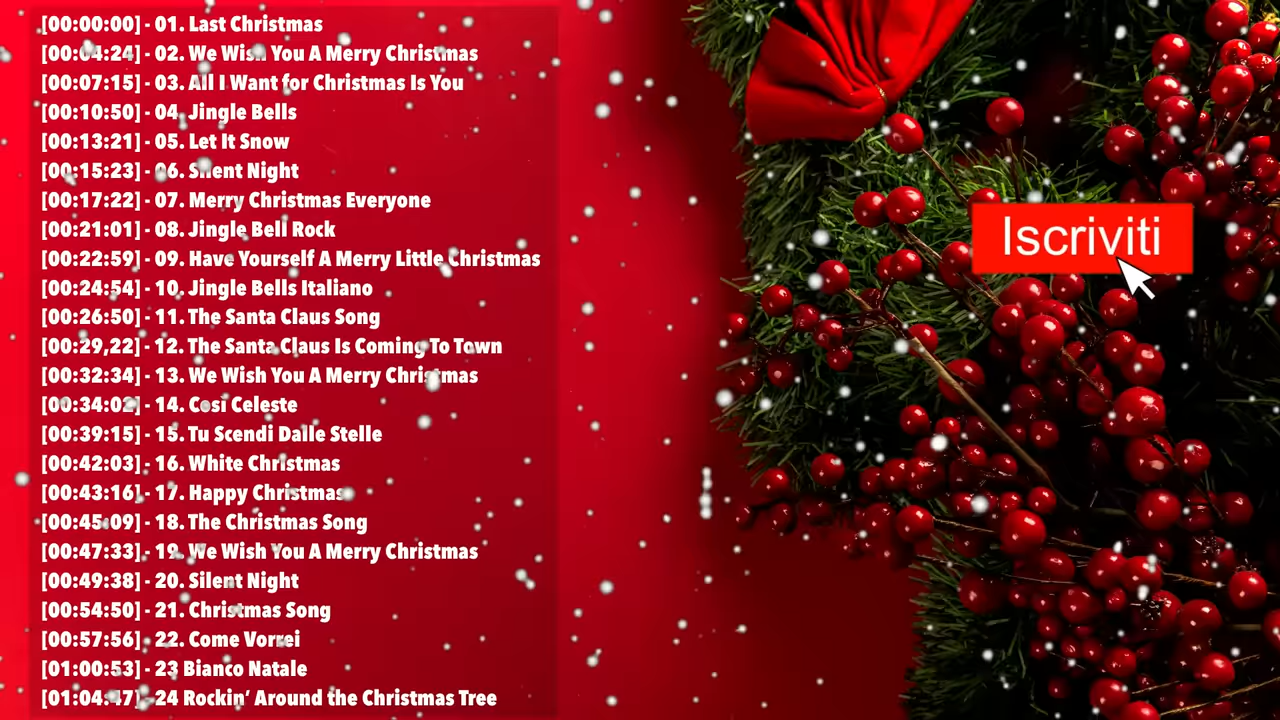 [00:00:00] - 01. Last Christmas
[00:04:24] - 02. We Wish You A Merry Christmas
[00:07:15] - 03. All I Want for Christmas Is You
[00:10:50] - 04. Jingle Bells
[00:13:21] - 05. Let It Snow
[00:15:23] - 06. Silent Night
[00:17:22] - 07. Merry Christmas Everyone
[00:21:01] - 08. Jingle Bell Rock
[00:22:59] - 09. Have Yourself A Merry Little Christmas
[00:24:54] - 10. Jingle Bells Italiano
[00:26:50] - 11. The Santa Claus Song
[00:29,22] - 12. The Santa Claus Is Coming To Town
[00:32:34] - 13. We Wish You A Merry Christmas
[00:34:02] - 14. Cosi Celeste
[00:39:15] - 15. Tu Scendi Dalle Stelle
[00:42:03] - 16. White Christmas
[00:43:16] - 17. Happy Christmas
[00:45:09] - 18. The Christmas Song
[00:47:33] - 19. We Wish You A Merry Christmas
[00:49:38] - 20. Silent Night
[00:54:50] - 21. Christmas Song
[00:57:56] - 22. Come Vorrei
[01:00:53] - 23 Bianco Natale
[01:04:47] - 24 Rockin’ Around the Christmas Tree
Iscriviti